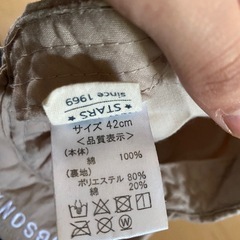 ★ STARS ★
since 1969
サイズ 42cm
<品質表示>
(本体)
綿 100%
(裏地)
ポリエステル 80%
綿 20%
BSON